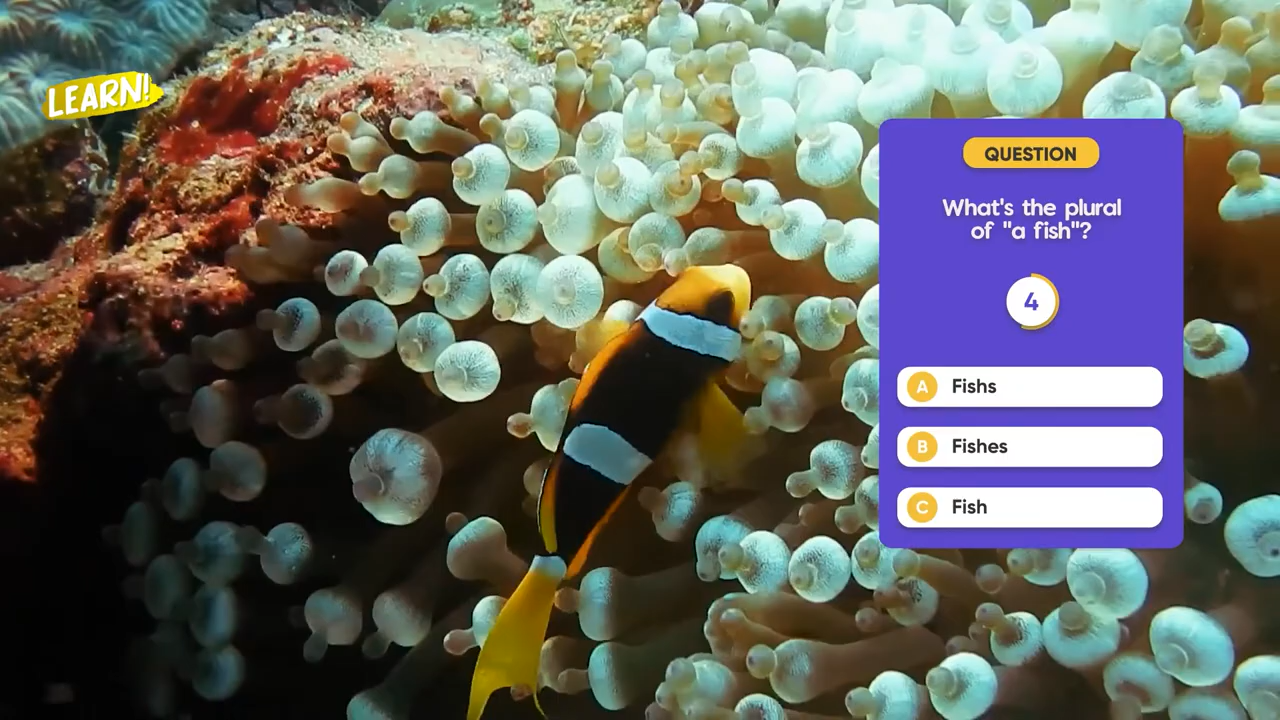 LEARN!
QUESTION
What's the plural
of "a fish"?
4
A Fishs
B Fishes
C Fish